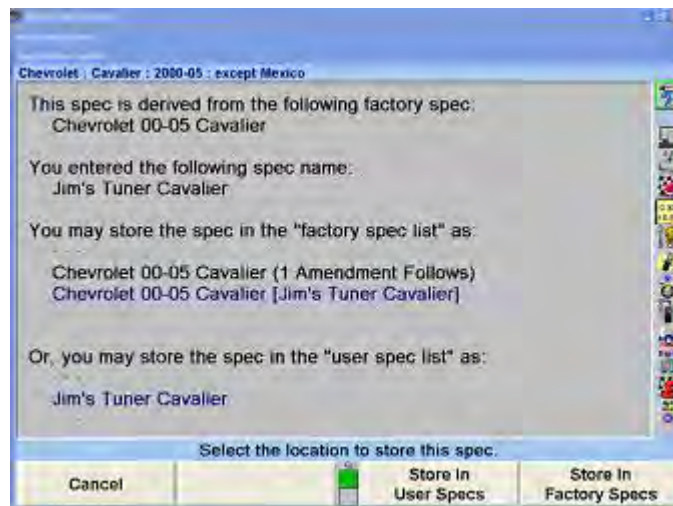 Chevrolet : Cavalier : 2000-05 : except Mexico
This spec is derived from the following factory spec:
Chevrolet 00-05 Cavalier
You entered the following spec name:
Jim's Tuner Cavalier
You may store the spec in the "factory spec list" as:
Chevrolet 00-05 Cavalier (1 Amendment Follows)
Chevrolet 00-05 Cavalier [Jim's Tuner Cavalier]
Or, you may store the spec in the "user spec list" as:
Jim's Tuner Cavalier
Select the location to store this spec.
Cancel
Store In
User Specs
Store In
Factory Specs